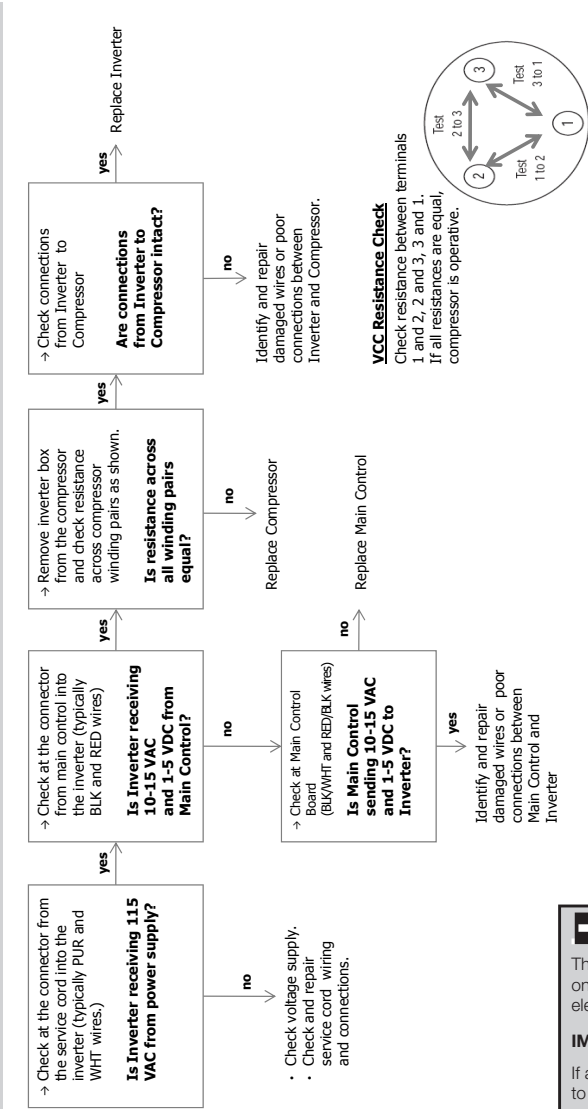 → Check at the connector from
the service cord into the
inverter (typically PUR and
WHT wires.)
Is Inverter receiving 115
VAC from power supply?
yes
no
· Check voltage supply.
· Check and repair
service cord wiring
and connections.
→ Check at the connector
from main control into
the inverter (typically
BLK and RED wires)
Is Inverter receiving
10-15 VAC
and 1-5 VDC from
Main Control?
yes
no
→ Check at Main Control
Board
(BLK/WHT and RED/BLK wires)
Is Main Control
sending 10-15 VAC
and 1-5 VDC to
Inverter?
no
Replace Main Control
yes
Identify and repair
damaged wires or poor
connections between
Main Control and
Inverter
→ Remove inverter box
from the compressor
and check resistance
across compressor
winding pairs as shown.
Is resistance across
all winding pairs
equal?
yes
no
Replace Compressor
→ Check connections
from Inverter to
Compressor
Are connections
from Inverter to
Compressor intact?
yes
Replace Inverter
no
Identify and repair
damaged wires or poor
connections between
Inverter and Compressor.
VCC Resistance Check
Check resistance between terminals
1 and 2, 2 and 3, 3 and 1.
If all resistances are equal,
compressor is operative.
Test
2 to 3
2
3
Test
1 to 2
Test
3 to 1
1
on
ele
IM
If a
to